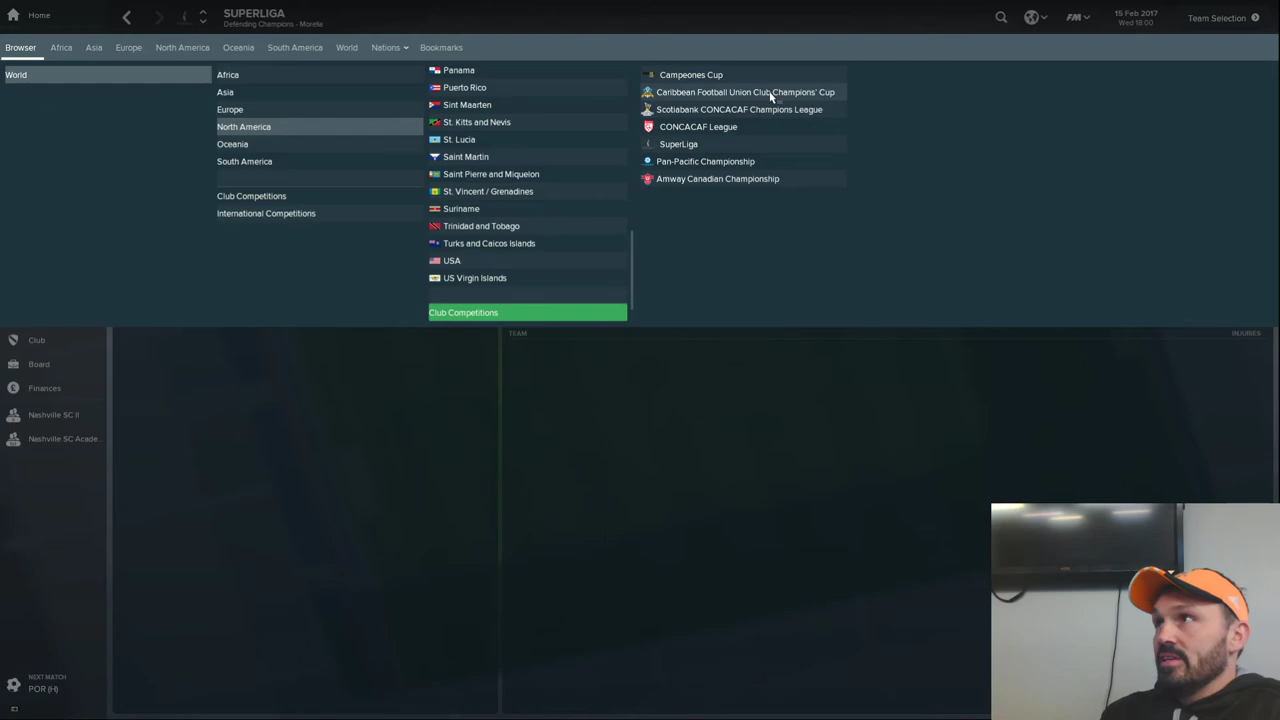 Home
SUPERLIGA
Defending Champions - Morelia
FM
15 Feb 2017
Wed 18:00
Team Selection
Browser
Africa
Asia
Europe
North America
Oceania
South America
World
Nations
Bookmarks
World
Africa
Asia
Europe
North America
Oceania
South America
Club Competitions
International Competitions
Panama
Puerto Rico
Sint Maarten
St. Kitts and Nevis
St. Lucia
Saint Martin
Saint Pierre and Miquelon
St. Vincent / Grenadines
Suriname
Trinidad and Tobago
Turks and Caicos Islands
USA
US Virgin Islands
Club Competitions
Campeones Cup
Caribbean Football Union Club Champions' Cup
Scotiabank CONCACAF Champions League
CONCACAF League
SuperLiga
Pan-Pacific Championship
Amway Canadian Championship
Club
Board
Finances
Nashville SC II
Nashville SC Acade...
TEAM
INJURIES
NEXT MATCH
POR (H)